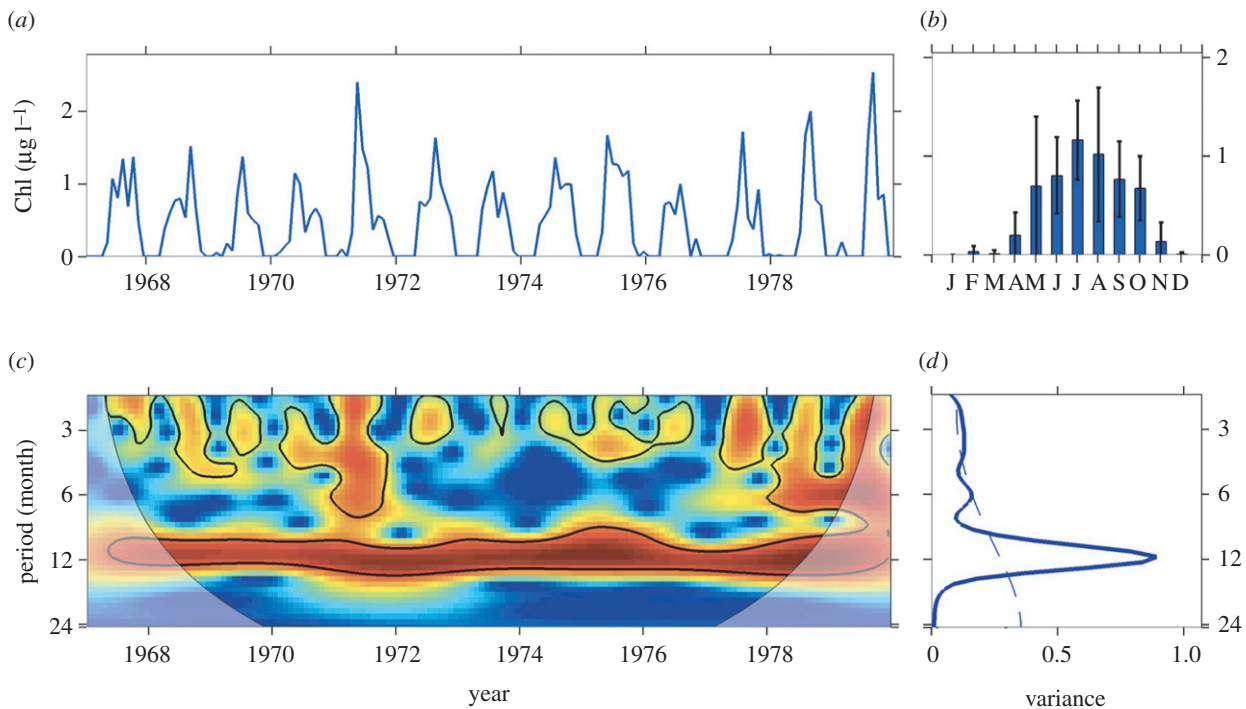 (a)
Chl (µg l⁻¹)
2
1
0
1968 1970 1972 1974 1976 1978
(b)
2
1
0
J F M A M J J A S O N D
(c)
period (month)
3
6
12
24
1968 1970 1972 1974 1976 1978
year
(d)
3
6
12
24
0 0.5 1.0
variance